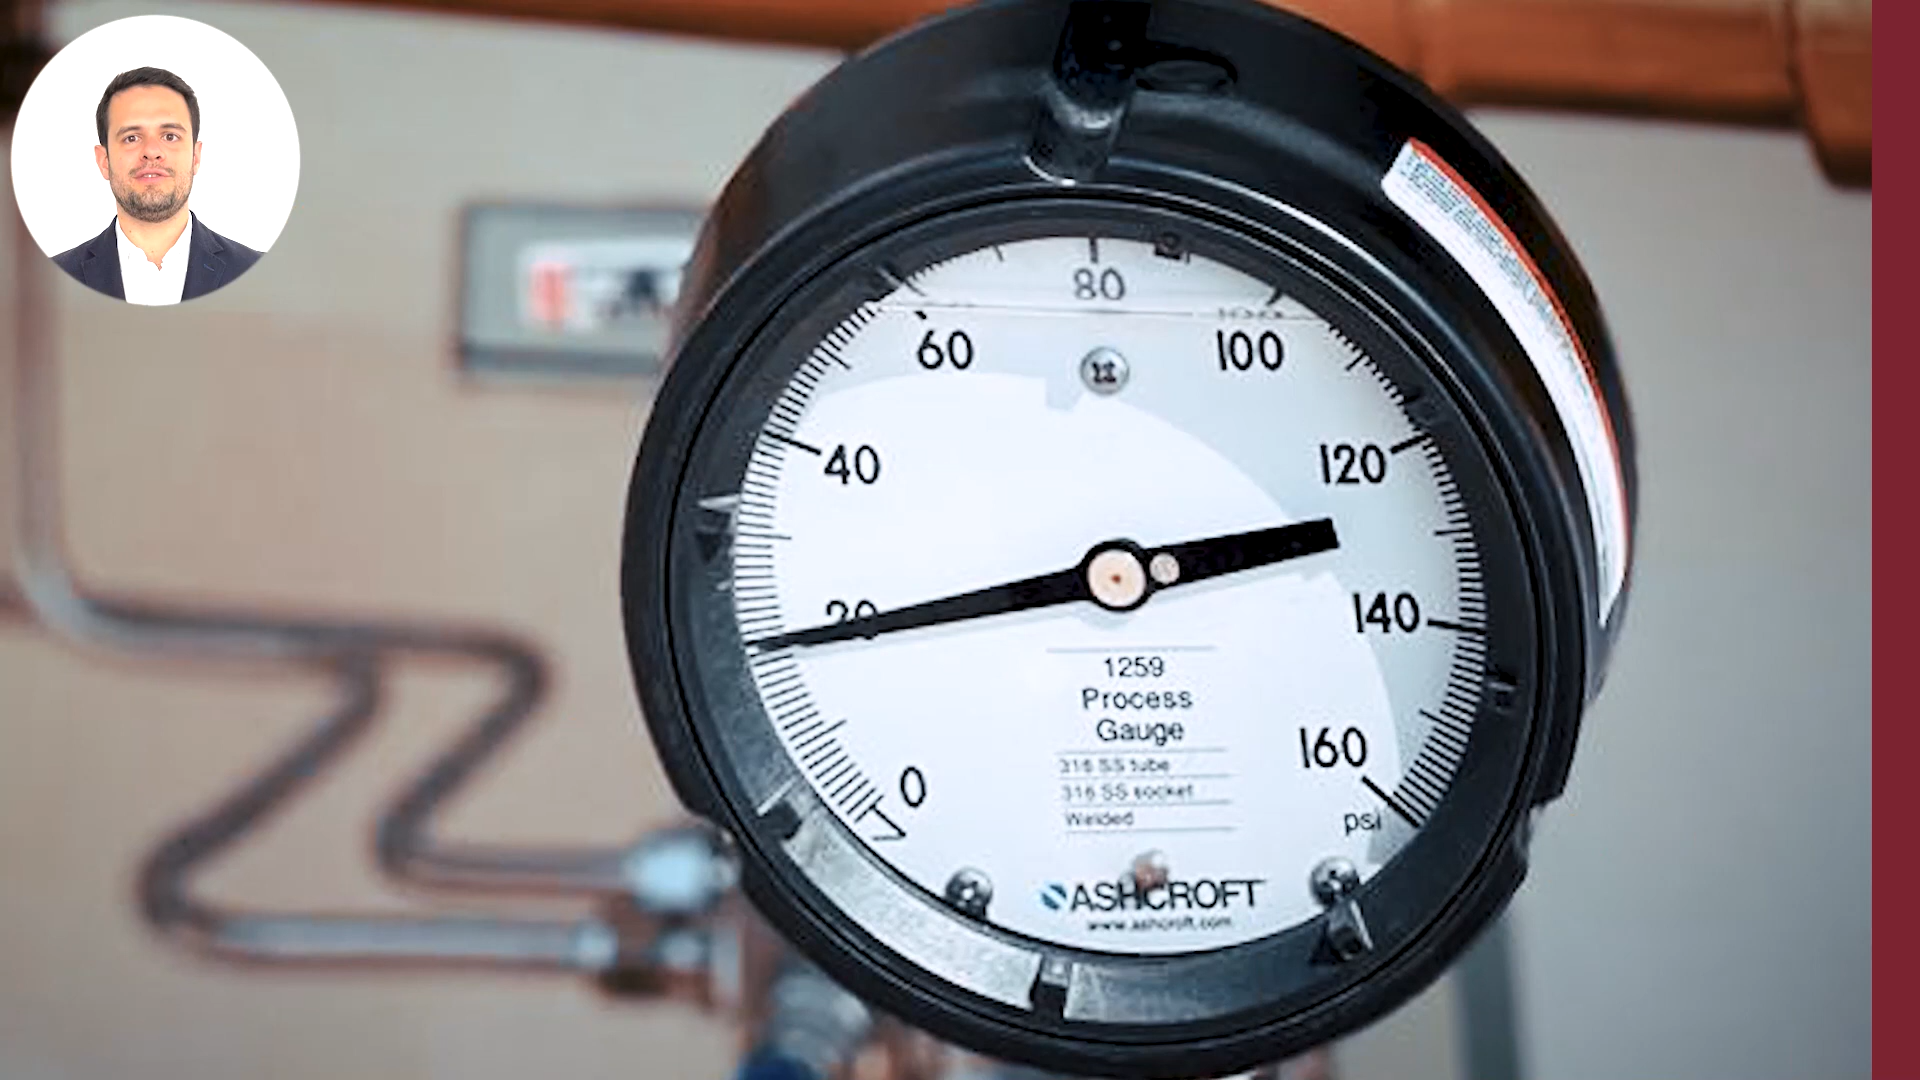 80
60
100
40
120
20
140
1259
Process
Gauge
160
0
316 SS tube
316 SS socket
Welded
psi
ASHCROFT
www.ashcroft.com